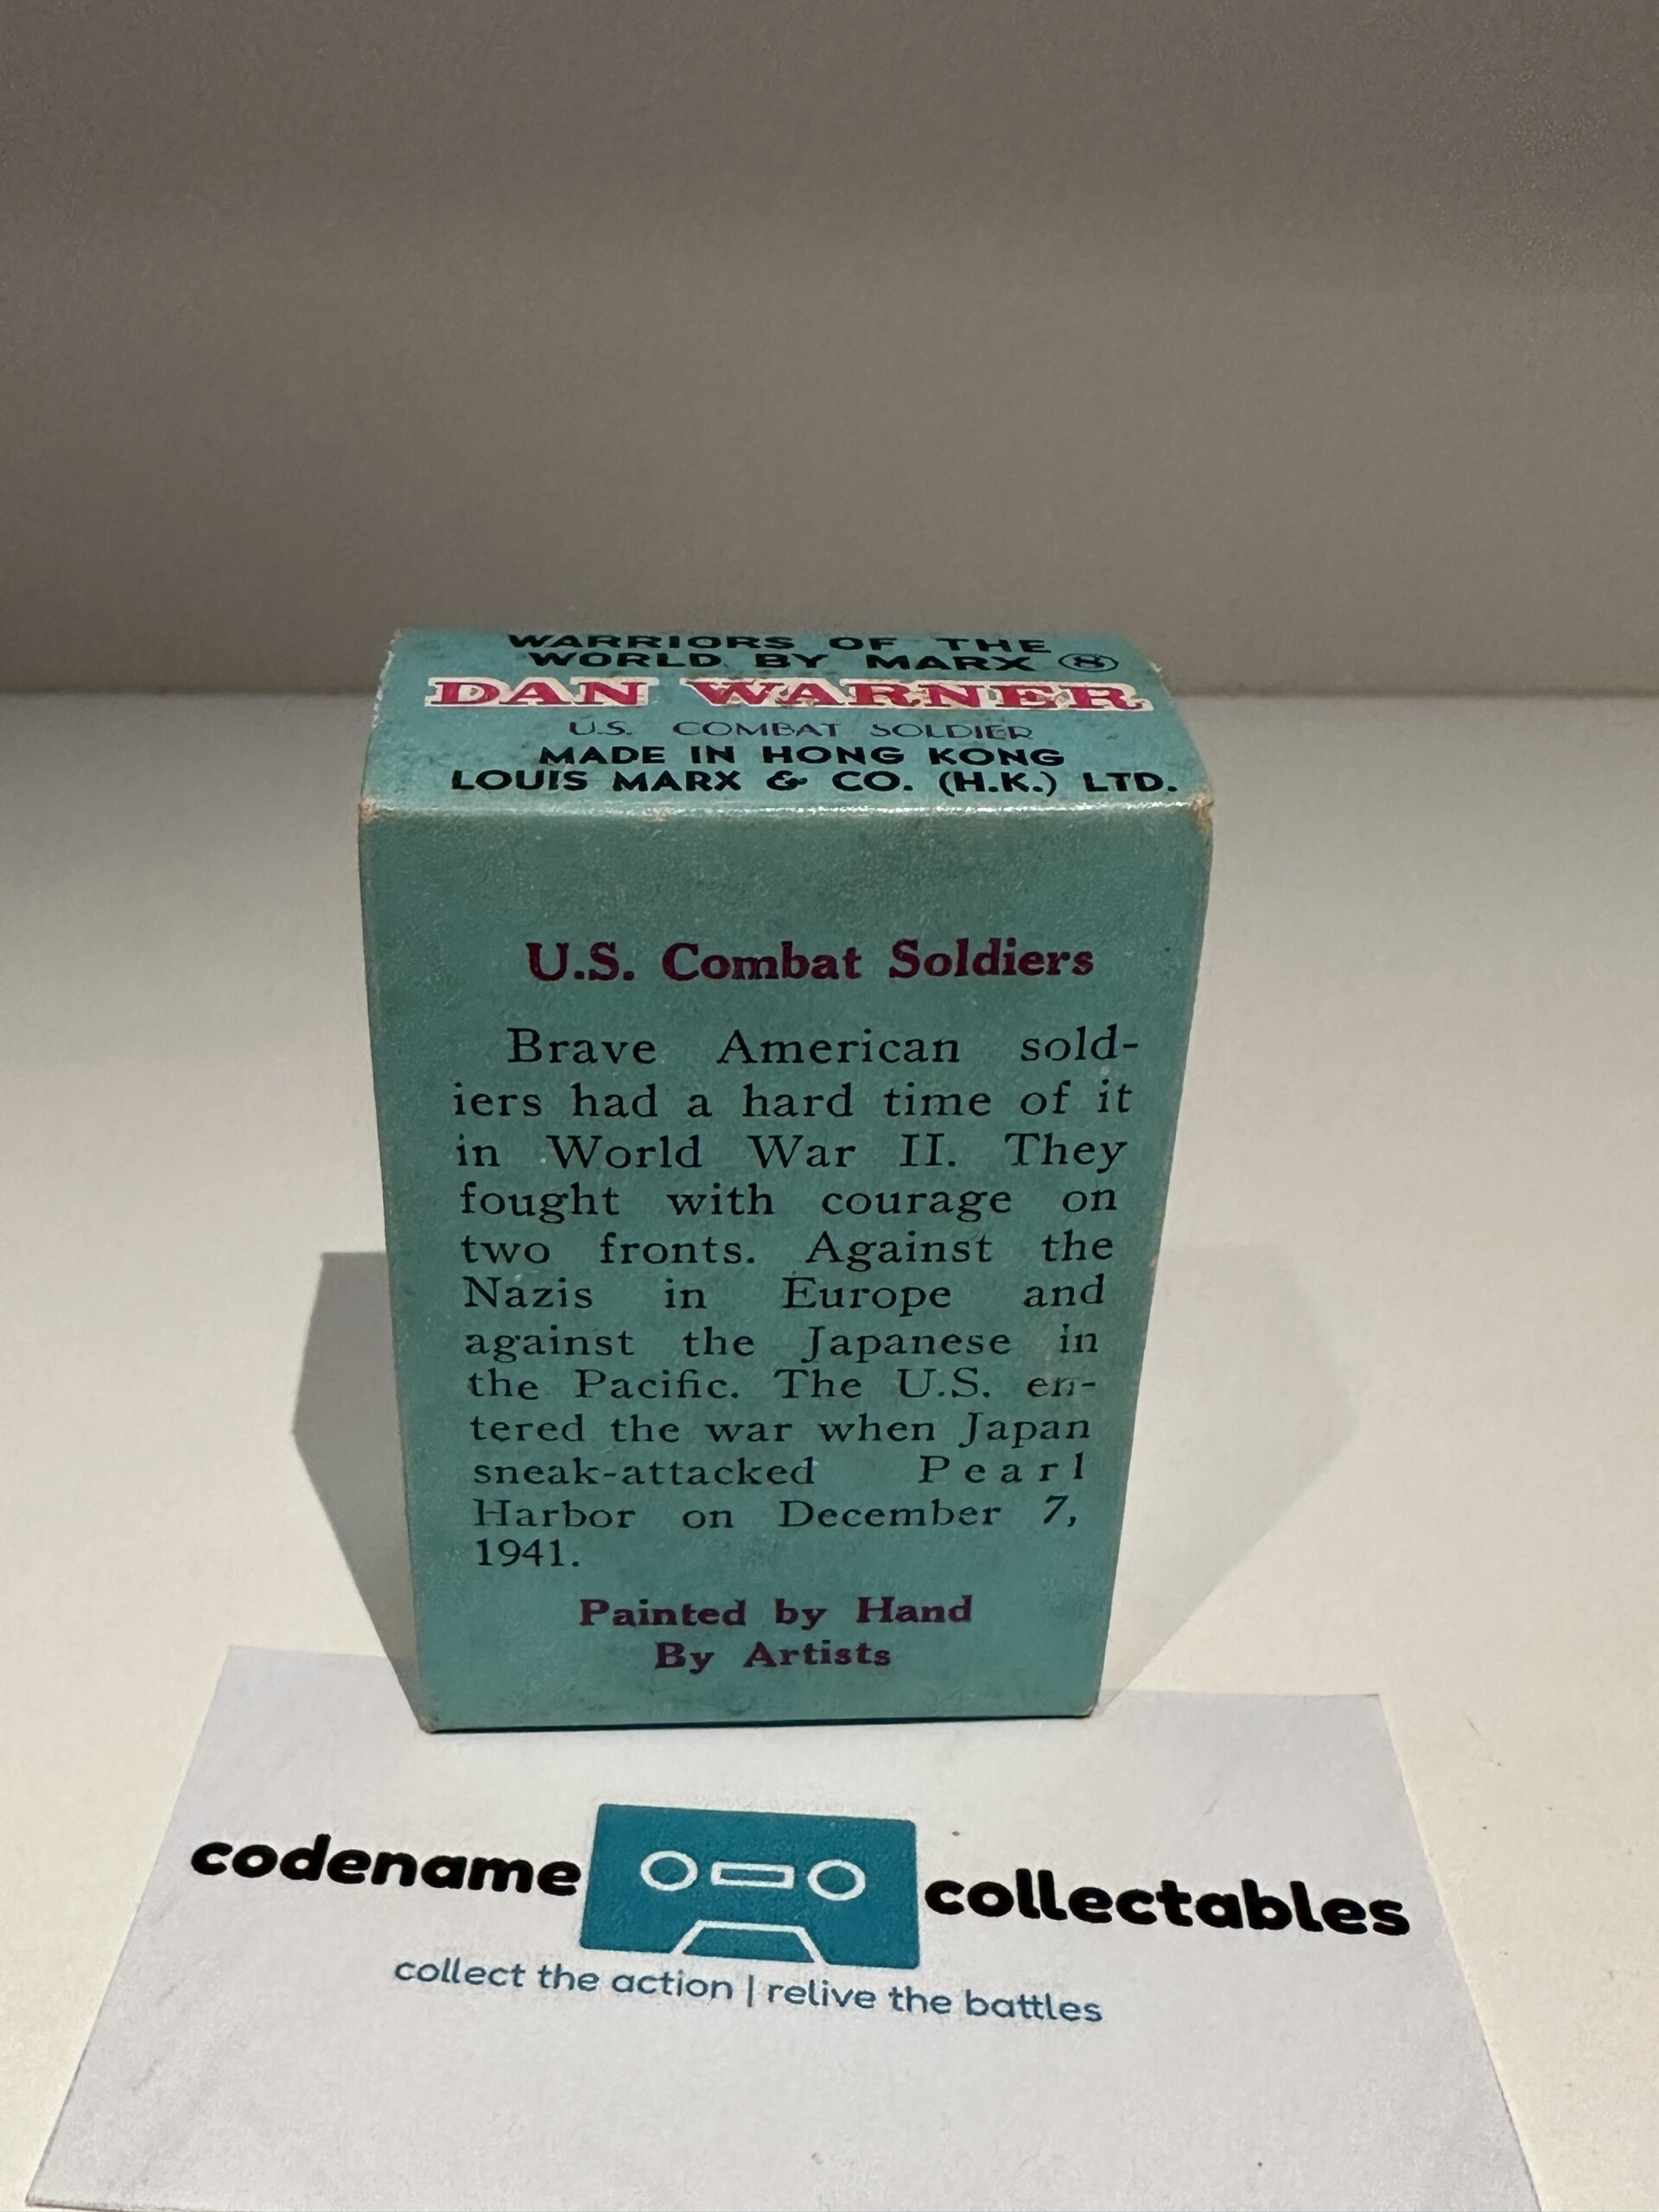 WARRIORS OF THE
WORLD BY MARX ⑧
DAN WARNER
U.S. COMBAT SOLDIER
MADE IN HONG KONG
LOUIS MARX & CO. (H.K.) LTD.
U.S. Combat Soldiers
Brave American sold-
iers had a hard time of it
in World War II. They
fought with courage on
two fronts. Against the
Nazis in Europe and
against the Japanese in
the Pacific. The U.S. en-
tered the war when Japan
sneak-attacked Pearl
Harbor on December 7,
1941.
Painted by Hand
By Artists
codename collectables
collect the action | relive the battles